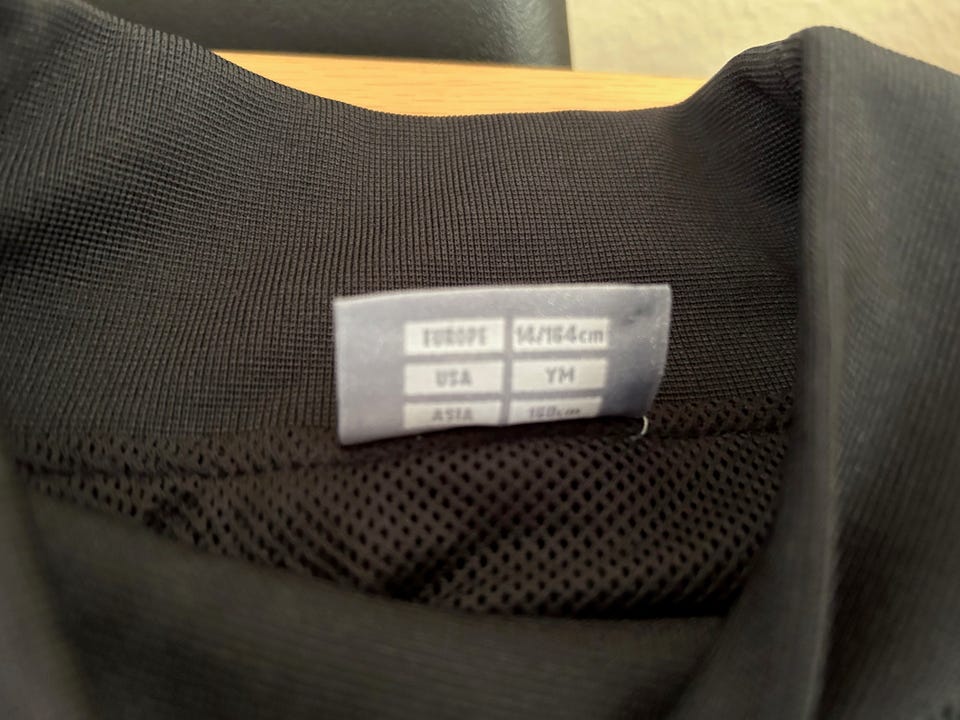 EUROPE 14/164cm
USA YM
ASIA 160cm